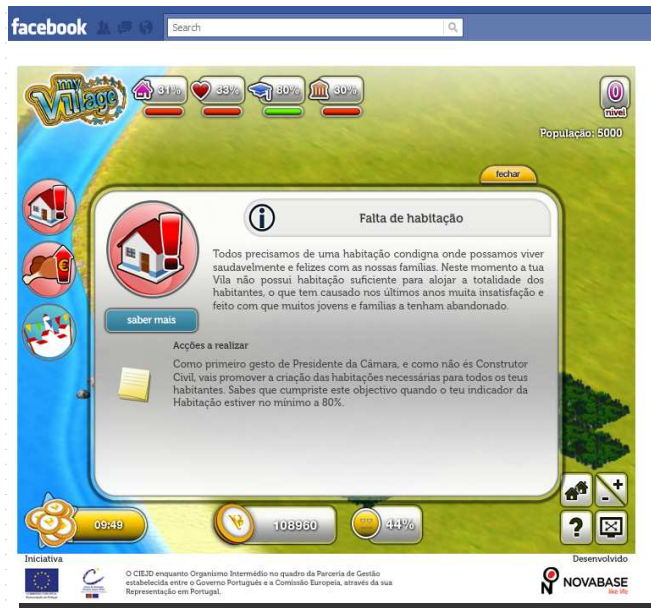 facebook
Search
my Village
31%
33%
80%
30%
0
nível
População: 5000
fechar
Falta de habitação
Todos precisamos de uma habitação condigna onde possamos viver
saudavelmente e felizes com as nossas famílias. Neste momento a tua
Vila não possui habitação suficiente para alojar a totalidade dos
habitantes, o que tem causado nos últimos anos muita insatisfação e
feito com que muitos jovens e famílias a tenham abandonado.
saber mais
Acções a realizar
Como primeiro gesto de Presidente da Câmara, e como não és Construtor
Civil, vais promover a criação das habitações necessárias para todos os teus
habitantes. Sabes que cumpriste este objectivo quando o teu indicador da
Habitação estiver no mínimo a 80%.
09:49
108960
44%
Iniciativa
Desenvolvido
O CIEJD enquanto Organismo Intermédio no quadro da Parceria de Gestão
estabelecida entre o Governo Português e a Comissão Europeia, através da sua
Representação em Portugal.
NOVABASE
like life